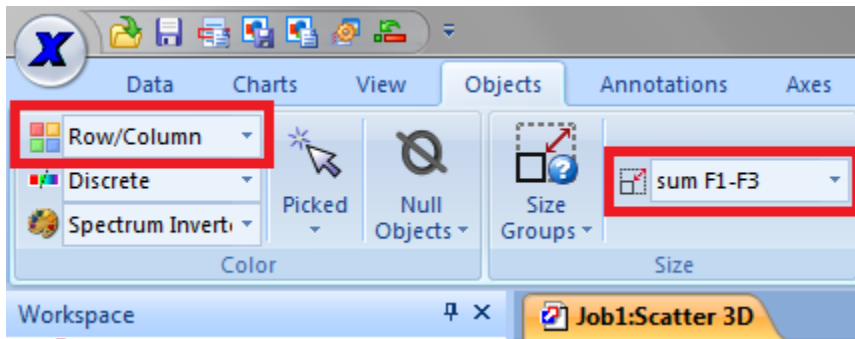 X
Data Charts View Objects Annotations Axes
Row/Column
Discrete
Spectrum Invert
Picked
Null
Objects
Size
Groups
sum F1-F3
Color
Size
Workspace
Job1:Scatter 3D